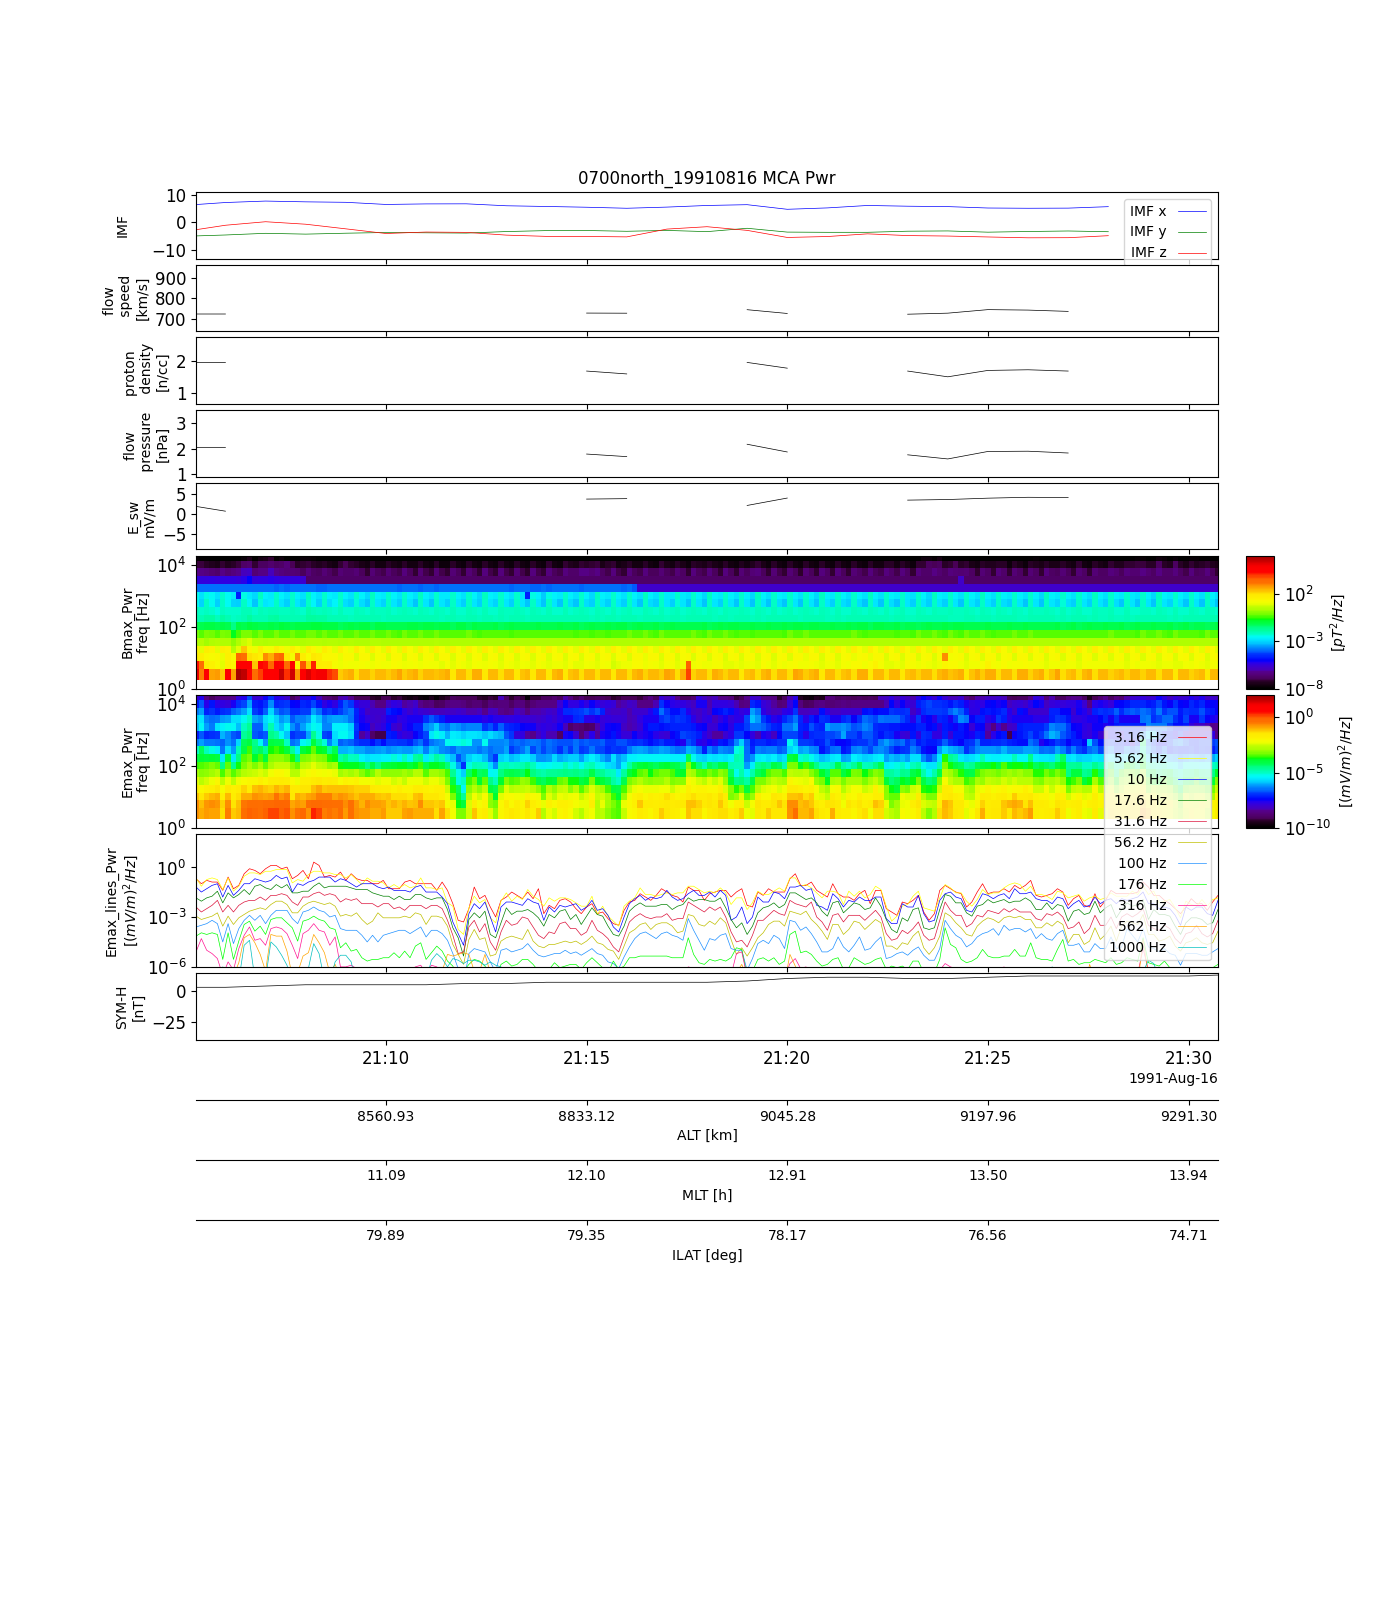 0700north_19910816 MCA Pwr
10
0
−10
IMF
IMF x
IMF y
IMF z
900
800
700
flow
speed
[km/s]
2
1
proton
density
[n/cc]
3
2
1
flow
pressure
[nPa]
5
0
−5
E_sw
mV/m
10^4
10^2
10^0
Bmax_Pwr
freq [Hz]
10^2
10^−3
10^−8
[pT^2/Hz]
10^4
10^2
10^0
Emax_Pwr
freq [Hz]
10^0
10^−5
10^−10
[(mV/m)^2/Hz]
3.16 Hz
5.62 Hz
10 Hz
17.6 Hz
31.6 Hz
56.2 Hz
100 Hz
176 Hz
316 Hz
562 Hz
1000 Hz
10^0
10^−3
10^−6
Emax_lines_Pwr
[(mV/m)^2/Hz]
0
−25
SYM-H
[nT]
21:10 21:15 21:20 21:25 21:30
1991-Aug-16
8560.93 8833.12 9045.28 9197.96 9291.30
ALT [km]
11.09 12.10 12.91 13.50 13.94
MLT [h]
79.89 79.35 78.17 76.56 74.71
ILAT [deg]